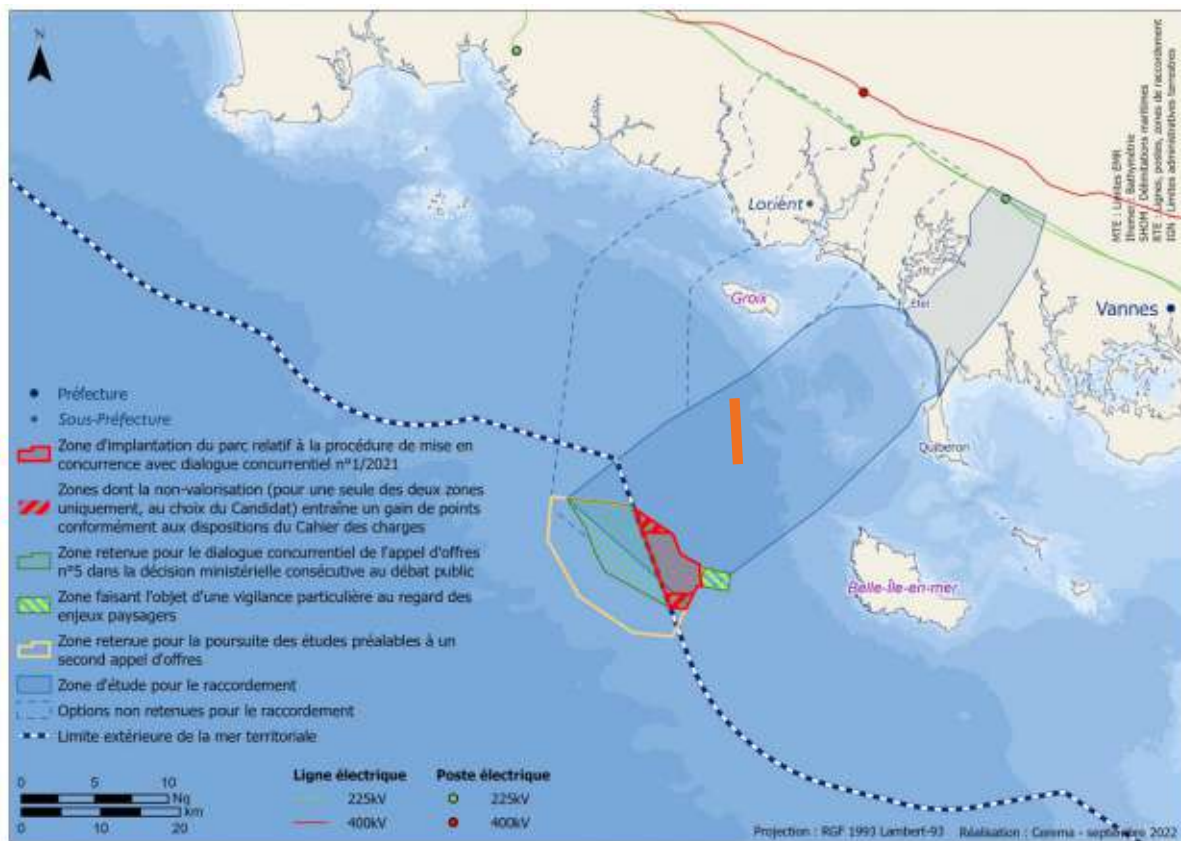 N
MTE : Limites EMR
Ifremer : Bathymétrie
SHOM : Délimitations maritimes
RTE : Lignes, postes, zones de raccordement
IGN : Limites administratives terrestres
Lorient
Groix
Etel
Vannes
Quiberon
Belle-Île-en-mer
Préfecture
Sous-Préfecture
Zone d'implantation du parc relatif à la procédure de mise en
concurrence avec dialogue concurrentiel n°1/2021
Zones dont la non-valorisation (pour une seule des deux zones
uniquement, au choix du Candidat) entraîne un gain de points
conformément aux dispositions du Cahier des charges
Zone retenue pour le dialogue concurrentiel de l'appel d'offres
n°5 dans la décision ministérielle consécutive au débat public
Zone faisant l'objet d'une vigilance particulière au regard des
enjeux paysagers
Zone retenue pour la poursuite des études préalables à un
second appel d'offres
Zone d'étude pour le raccordement
Options non retenues pour le raccordement
Limite extérieure de la mer territoriale
0 5 10
Nq
km
0 10 20
Ligne électrique
225kV
400kV
Poste électrique
225kV
400kV
Projection : RGF 1993 Lambert-93 Réalisation : Cerema - septembre 2022